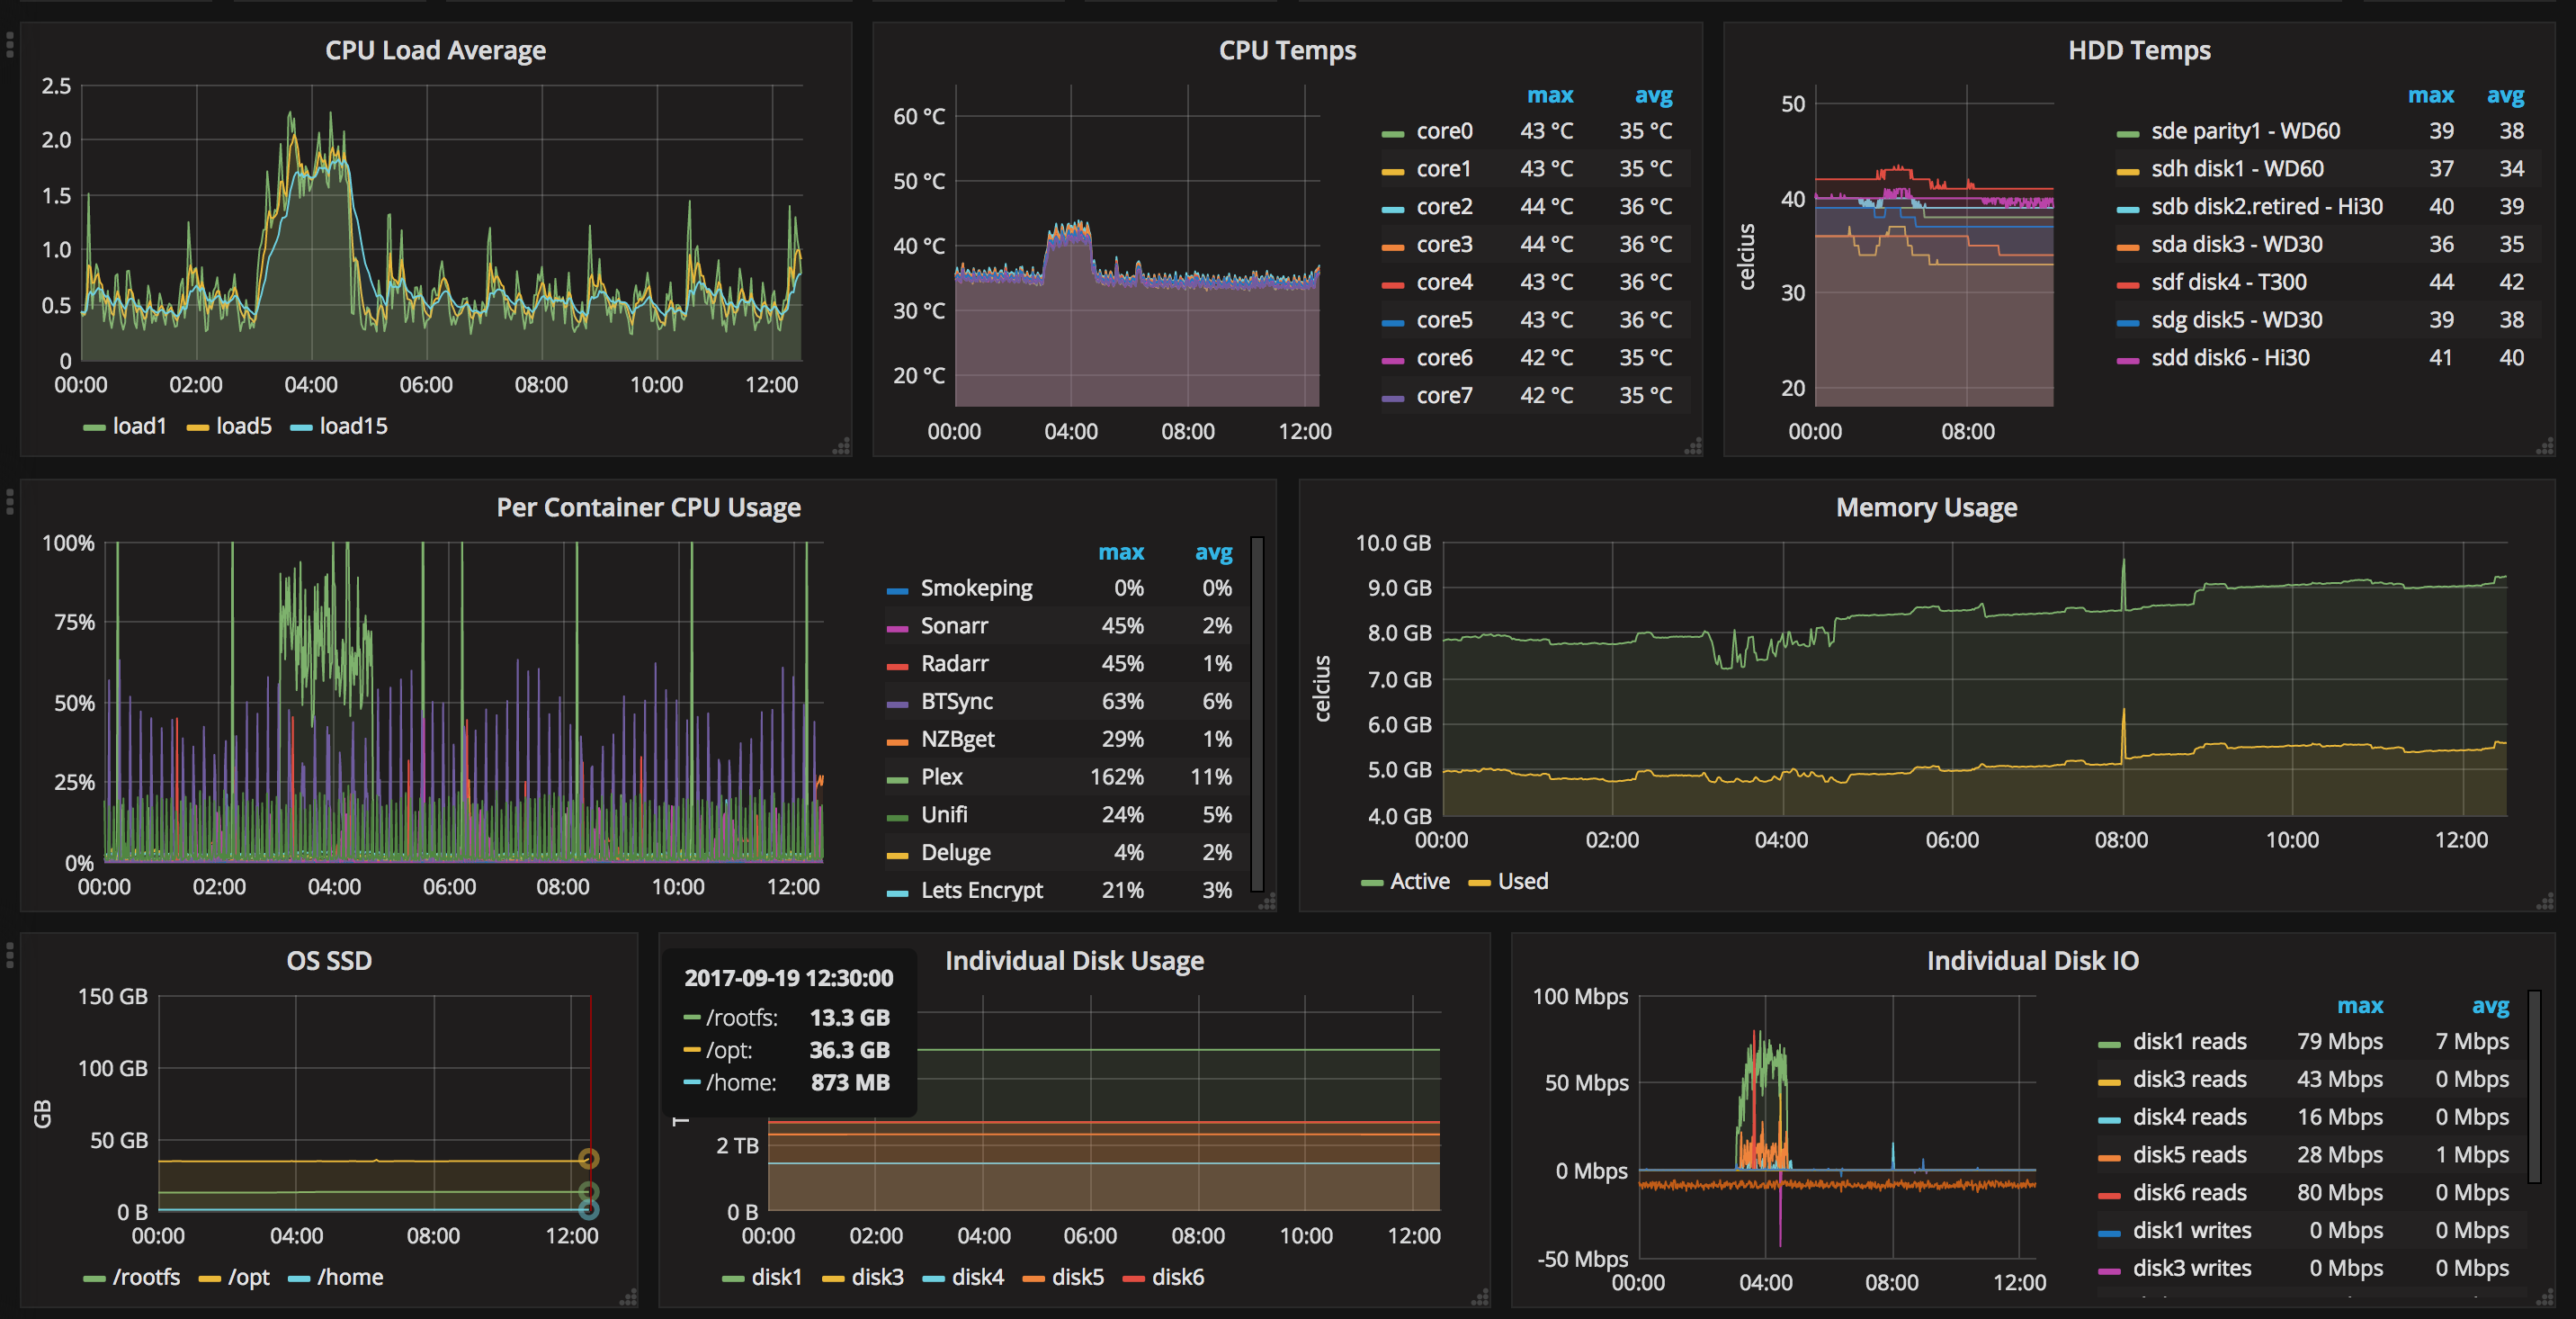 CPU Load Average
2.5
2.0
1.5
1.0
0.5
0
00:00 02:00 04:00 06:00 08:00 10:00 12:00
load1 load5 load15
CPU Temps
60 °C
50 °C
40 °C
30 °C
20 °C
00:00 04:00 08:00 12:00
max avg
core0 43 °C 35 °C
core1 43 °C 35 °C
core2 44 °C 36 °C
core3 44 °C 36 °C
core4 43 °C 36 °C
core5 43 °C 36 °C
core6 42 °C 35 °C
core7 42 °C 35 °C
HDD Temps
celcius
50
40
30
20
00:00 08:00
max avg
sde parity1 - WD60 39 38
sdh disk1 - WD60 37 34
sdb disk2.retired - Hi30 40 39
sda disk3 - WD30 36 35
sdf disk4 - T300 44 42
sdg disk5 - WD30 39 38
sdd disk6 - Hi30 41 40
Per Container CPU Usage
100%
75%
50%
25%
0%
00:00 02:00 04:00 06:00 08:00 10:00 12:00
max avg
Smokeping 0% 0%
Sonarr 45% 2%
Radarr 45% 1%
BTSync 63% 6%
NZBget 29% 1%
Plex 162% 11%
Unifi 24% 5%
Deluge 4% 2%
Lets Encrypt 21% 3%
Memory Usage
celcius
10.0 GB
9.0 GB
8.0 GB
7.0 GB
6.0 GB
5.0 GB
4.0 GB
00:00 02:00 04:00 06:00 08:00 10:00 12:00
Active Used
OS SSD
GB
150 GB
100 GB
50 GB
0 B
00:00 04:00 08:00 12:00
/rootfs /opt /home
2017-09-19 12:30:00
/rootfs: 13.3 GB
/opt: 36.3 GB
/home: 873 MB
Individual Disk Usage
2 TB
0 B
00:00 02:00 04:00 06:00 08:00 10:00 12:00
disk1 disk3 disk4 disk5 disk6
Individual Disk IO
100 Mbps
50 Mbps
0 Mbps
-50 Mbps
00:00 04:00 08:00 12:00
max avg
disk1 reads 79 Mbps 7 Mbps
disk3 reads 43 Mbps 0 Mbps
disk4 reads 16 Mbps 0 Mbps
disk5 reads 28 Mbps 1 Mbps
disk6 reads 80 Mbps 0 Mbps
disk1 writes 0 Mbps 0 Mbps
disk3 writes 0 Mbps 0 Mbps